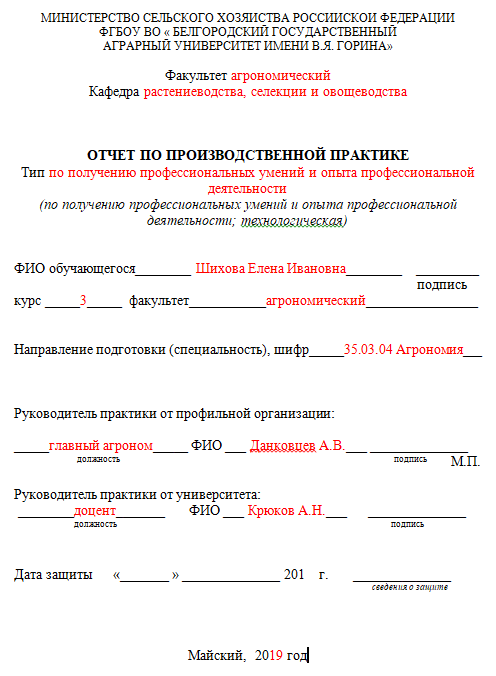 МИНИСТЕРСТВО СЕЛЬСКОГО ХОЗЯЙСТВА РОССИЙСКОЙ ФЕДЕРАЦИИ
ФГБОУ ВО « БЕЛГОРОДСКИЙ ГОСУДАРСТВЕННЫЙ
АГРАРНЫЙ УНИВЕРСИТЕТ ИМЕНИ В.Я. ГОРИНА»
Факультет агрономический
Кафедра растениеводства, селекции и овощеводства
ОТЧЕТ ПО ПРОИЗВОДСТВЕННОЙ ПРАКТИКЕ
Тип по получению профессиональных умений и опыта профессиональной
деятельности
(по получению профессиональных умений и опыта профессиональной
деятельности; технологическая)
ФИО обучающегося________ Шихова Елена Ивановна________ _________
подпись
курс _____3_____ факультет___________агрономический________________
Направление подготовки (специальность), шифр_____35.03.04 Агрономия___
Руководитель практики от профильной организации:
_____главный агроном_____ ФИО ___ Данковцев А.В.___ ______________
должность подпись М.П.
Руководитель практики от университета:
________доцент_______ ФИО ___ Крюков А.Н.___ ______________
должность подпись
Дата защиты «_______ » ______________ 201 г. ______________
сведения о защите
Майский, 2019 год